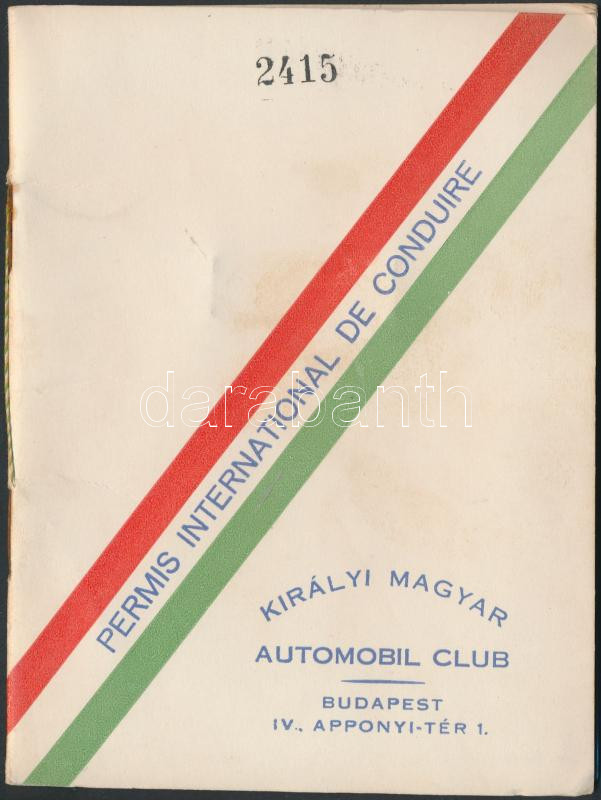 2415
PERMIS INTERNATIONAL DE CONDUIRE
darabanth
KIRÁLYI MAGYAR
AUTOMOBIL CLUB
BUDAPEST
IV., APPONYI-TÉR 1.